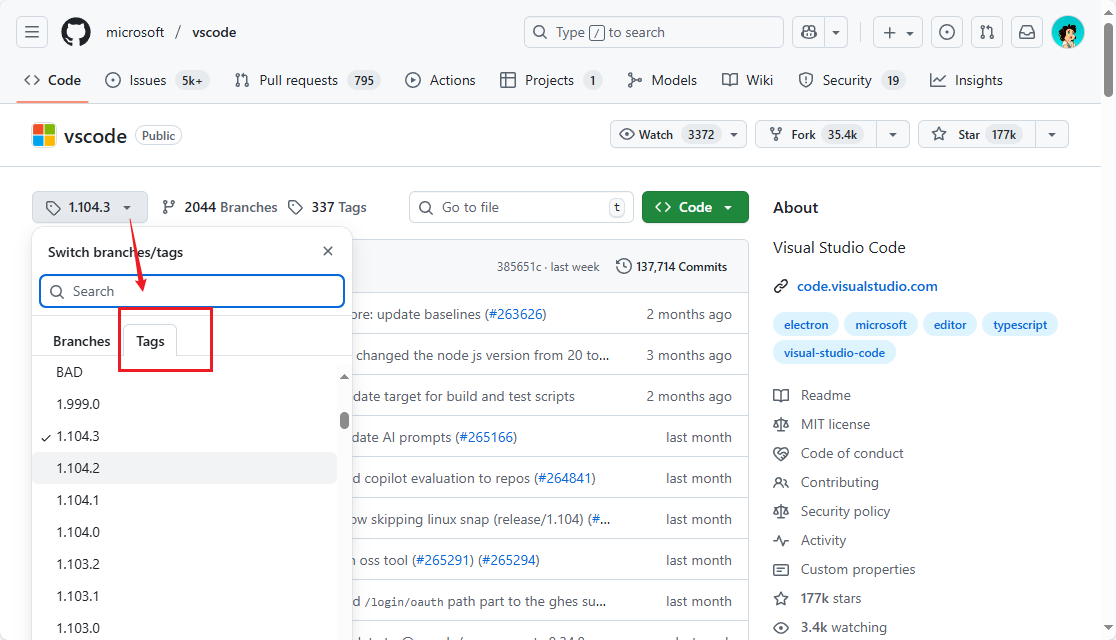 microsoft / vscode Type / to search
Code Issues 5k+ Pull requests 795 Actions Projects 1 Models Wiki Security 19 Insights
vscode Public Watch 3372 Fork 35.4k Star 177k
1.104.3 2044 Branches 337 Tags Go to file t Code
Switch branches/tags
Search
Branches Tags
BAD
1.999.0
1.104.3
1.104.2
1.104.1
1.104.0
1.103.2
1.103.1
1.103.0
385651c · last week 137,714 Commits
ore: update baselines (#263626) 2 months ago
changed the node js version from 20 to... 3 months ago
date target for build and test scripts 2 months ago
date AI prompts (#265166) last month
d copilot evaluation to repos (#264841) last month
ow skipping linux snap (release/1.104) (#... last month
oss tool (#265291) (#265294) last month
d /login/oauth path part to the ghes su... last month
About
Visual Studio Code
code.visualstudio.com
electron microsoft editor typescript
visual-studio-code
Readme
MIT license
Code of conduct
Contributing
Security policy
Activity
Custom properties
177k stars
3.4k watching